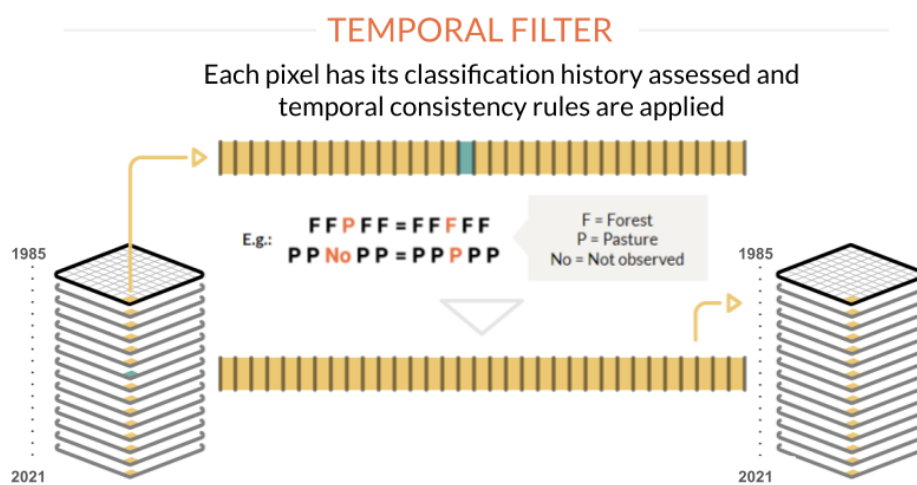 TEMPORAL FILTER
Each pixel has its classification history assessed and
temporal consistency rules are applied
E.g.:
F F P F F = F F F F F
P P No P P = P P P P P
F = Forest
P = Pasture
No = Not observed
1985
2021
1985
2021